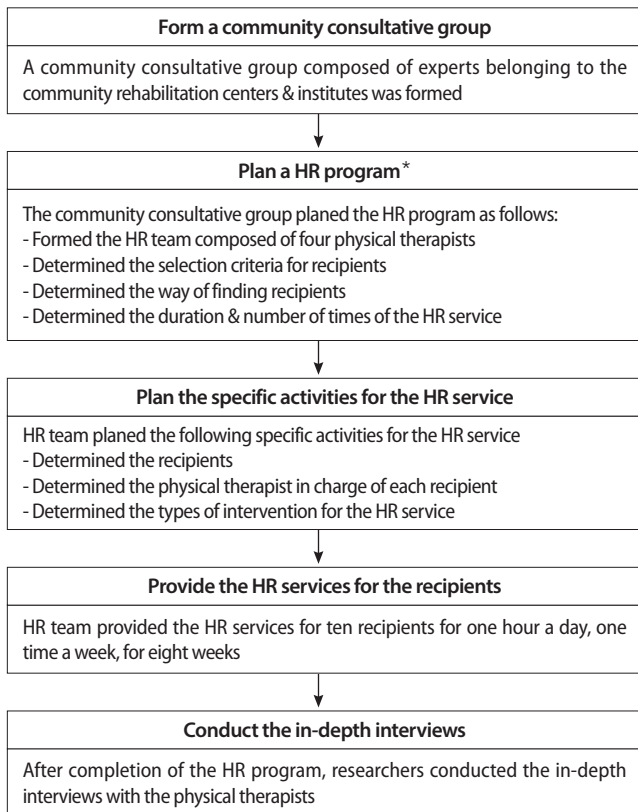 Form a community consultative group
A community consultative group composed of experts belonging to the
community rehabilitation centers & institutes was formed
Plan a HR program*
The community consultative group planed the HR program as follows:
- Formed the HR team composed of four physical therapists
- Determined the selection criteria for recipients
- Determined the way of finding recipients
- Determined the duration & number of times of the HR service
Plan the specific activities for the HR service
HR team planed the following specific activities for the HR service
- Determined the recipients
- Determined the physical therapist in charge of each recipient
- Determined the types of intervention for the HR service
Provide the HR services for the recipients
HR team provided the HR services for ten recipients for one hour a day, one
time a week, for eight weeks
Conduct the in-depth interviews
After completion of the HR program, researchers conducted the in-depth
interviews with the physical therapists